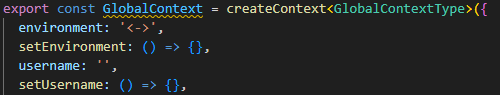 export const GlobalContext = createContext<GlobalContextType>({
  environment: '<->',
  setEnvironment: () => {},
  username: '',
  setUsername: () => {},